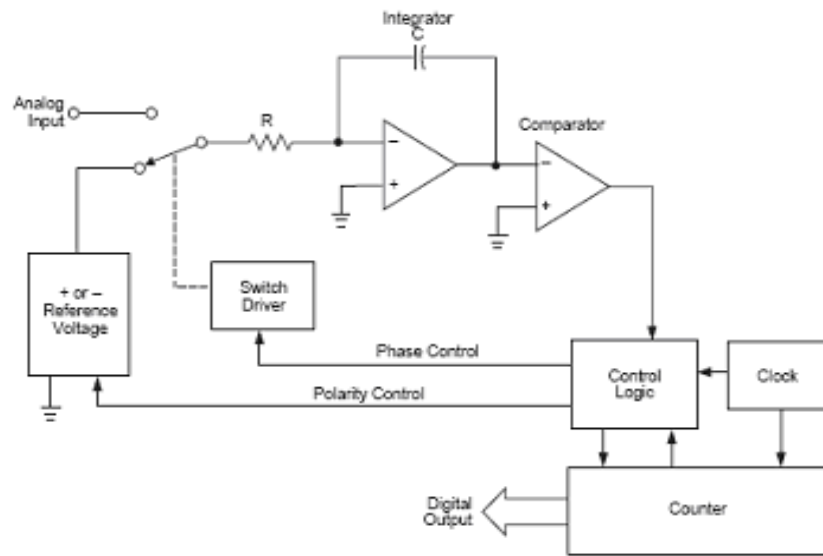 Integrator
C
Analog
Input
R
Comparator
−
+
−
+
+ or –
Reference
Voltage
Switch
Driver
Phase Control
Polarity Control
Control
Logic
Clock
Digital
Output
Counter